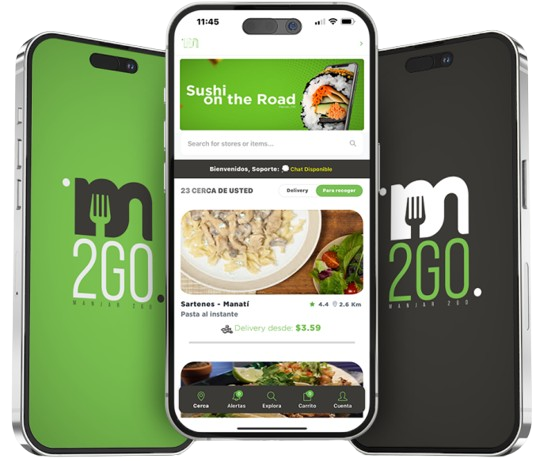 11:45
m
2GO
Sushi
on the Road
Search for stores or items...
Bienvenidos, Soporte: Chat Disponible
23 CERCA DE USTED
Delivery
Para recoger
Sartenes - Manatí
4.4
2.6 Km
Pasta al instante
Delivery desde: $3.59
Cerca
Alertas
Explora
Carrito
Cuenta
m
2GO.
MANJAR 2GO
m
2GO.
MANJAR 2GO